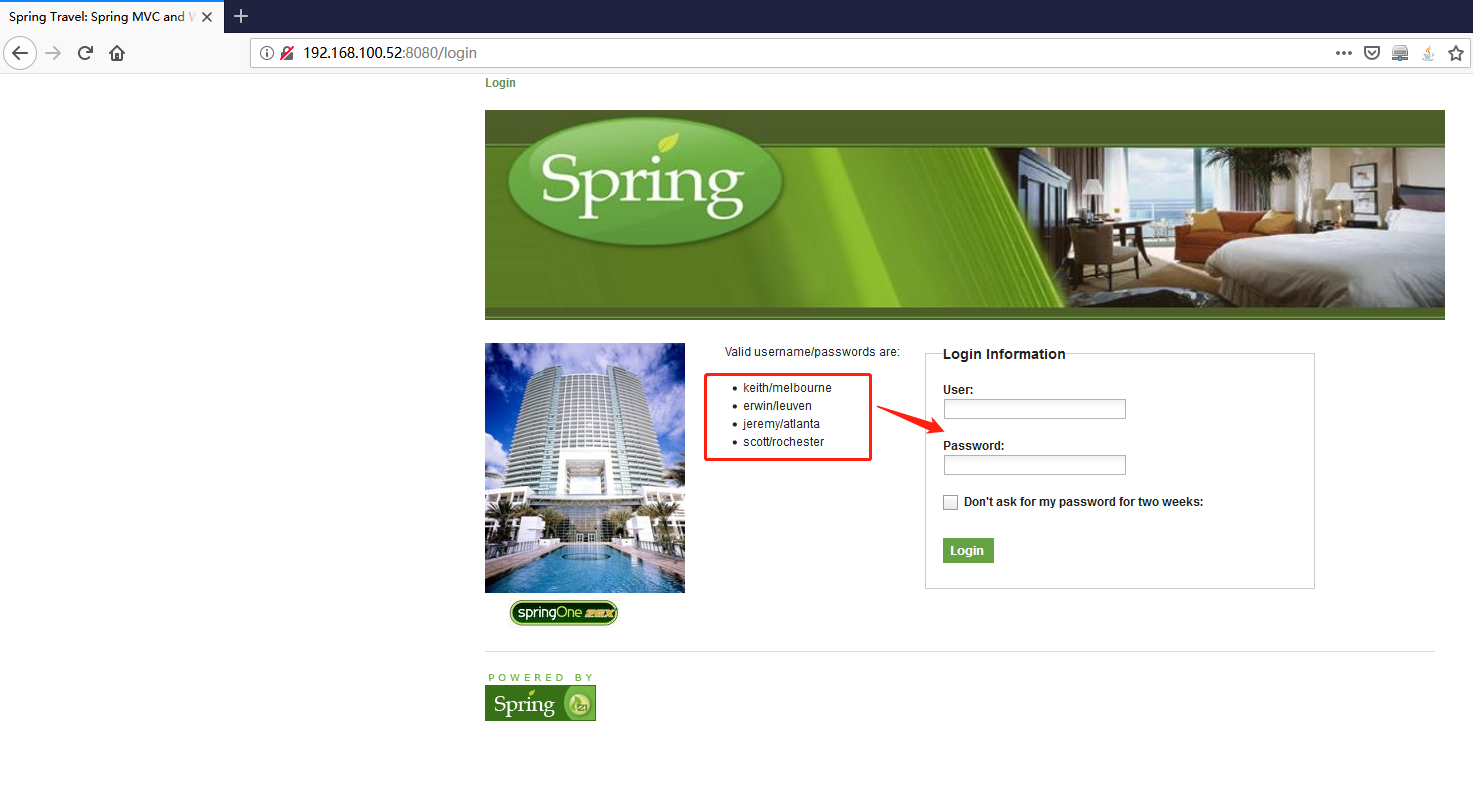 Spring Travel: Spring MVC and W
192.168.100.52:8080/login
Login
Spring
Valid username/passwords are:
keith/melbourne
erwin/leuven
jeremy/atlanta
scott/rochester
Login Information
User:
Password:
Don't ask for my password for two weeks:
Login
springOne 2GX
POWERED BY
Spring